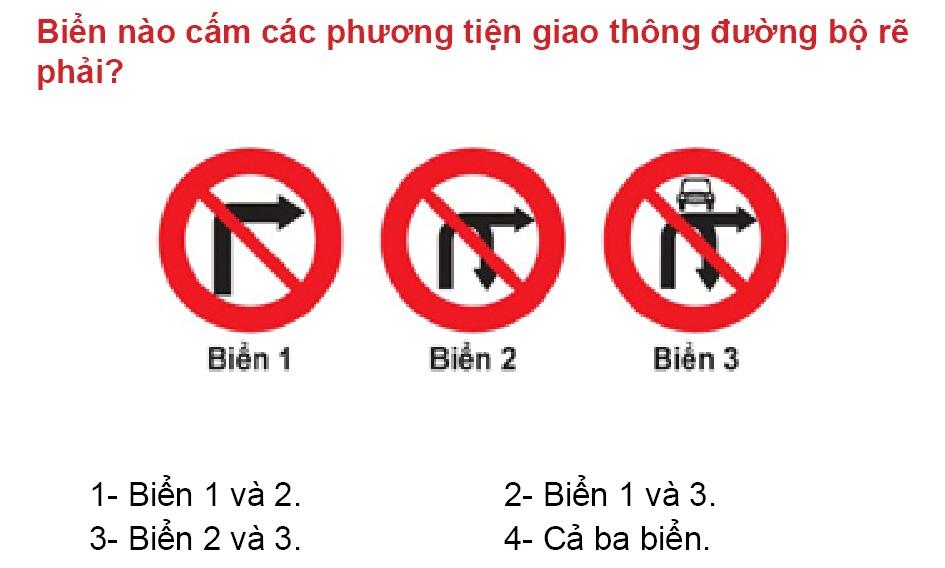 Biển nào cấm các phương tiện giao thông đường bộ rẽ
phải?
Biển 1
Biển 2
Biển 3
1- Biển 1 và 2.
2- Biển 1 và 3.
3- Biển 2 và 3.
4- Cả ba biển.